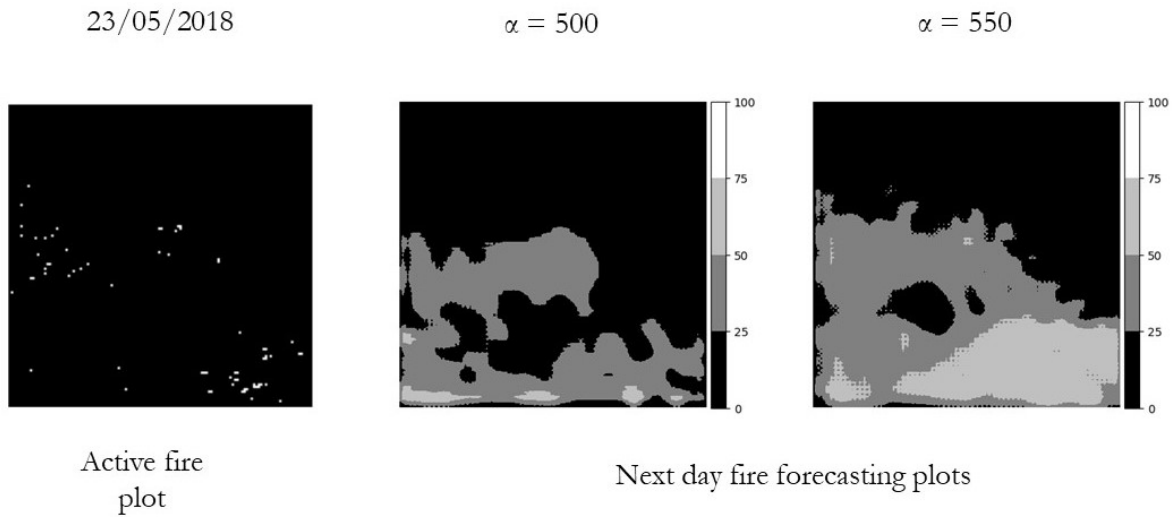 23/05/2018
α = 500
α = 550
100
75
50
25
0
100
75
50
25
0
Active fire
plot
Next day fire forecasting plots